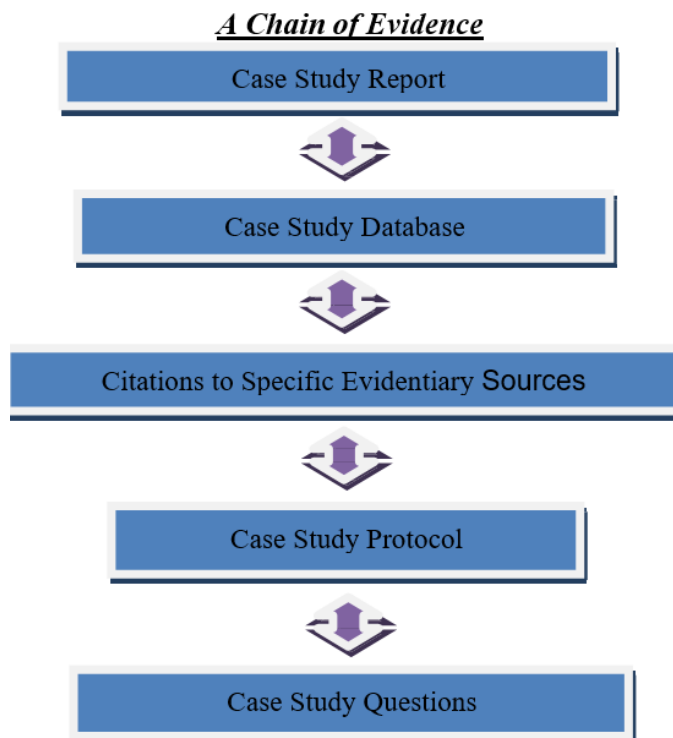 A Chain of Evidence
Case Study Report
Case Study Database
Citations to Specific Evidentiary Sources
Case Study Protocol
Case Study Questions